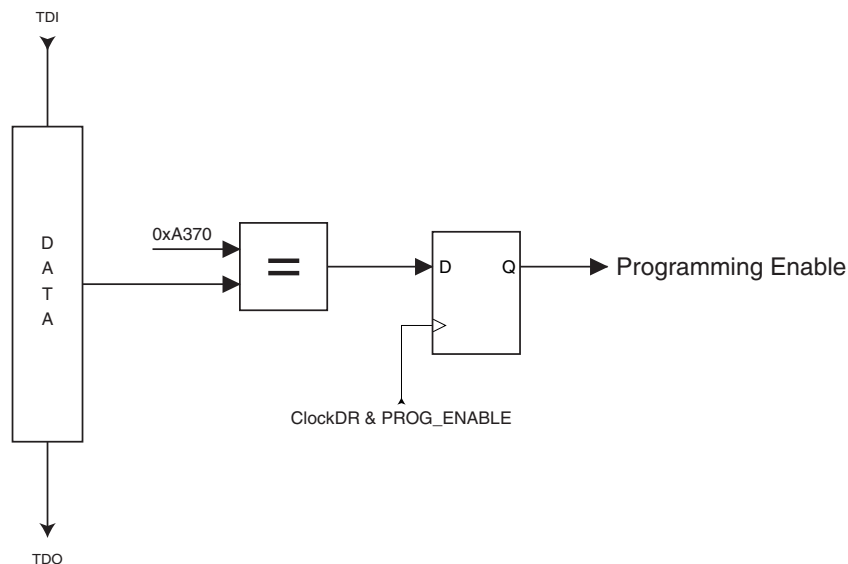 TDI
D
A
T
A
0xA370
=
D
Q
Programming Enable
ClockDR & PROG_ENABLE
TDO